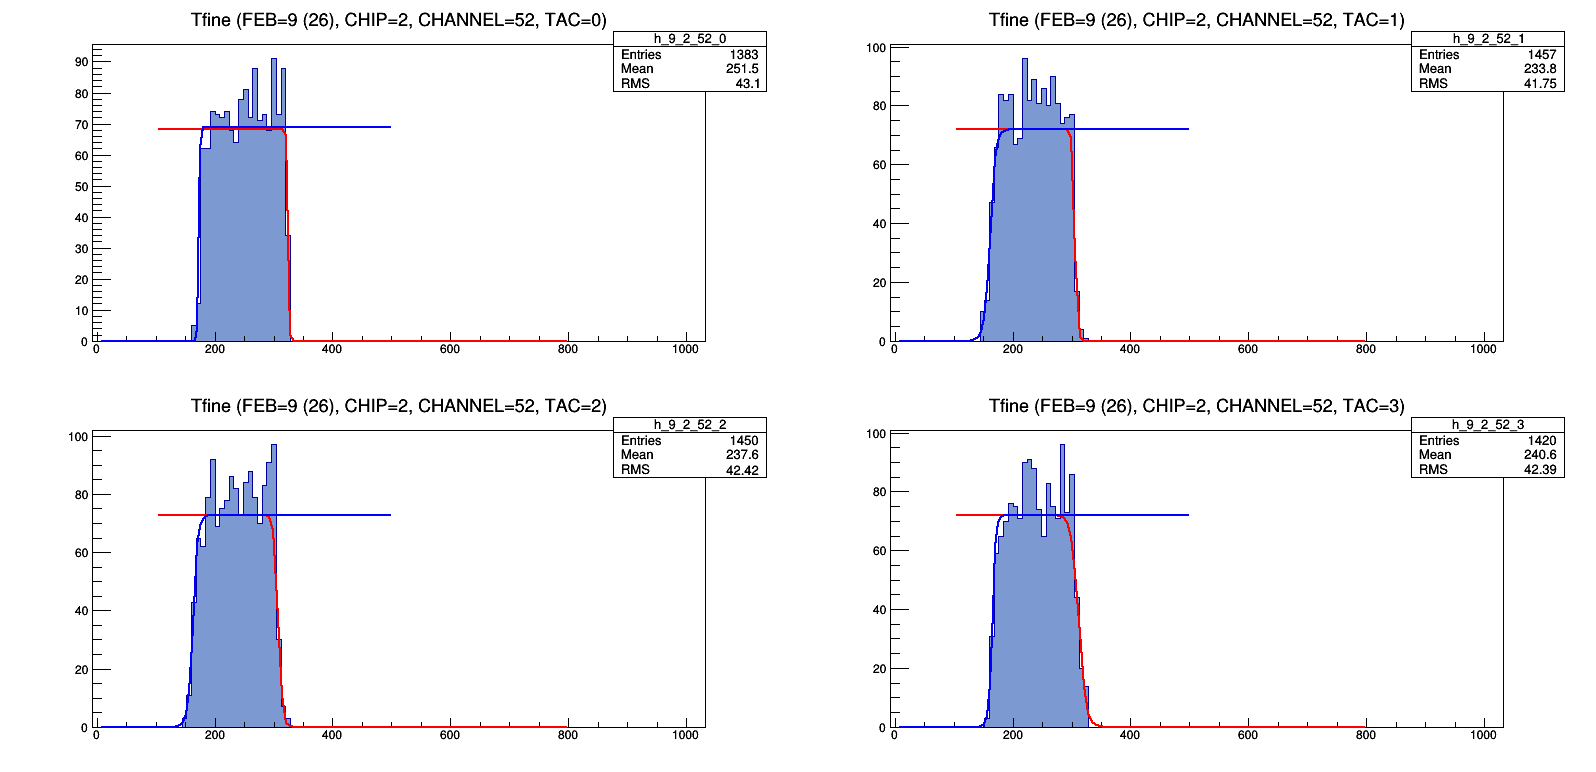 Tfine (FEB=9 (26), CHIP=2, CHANNEL=52, TAC=0)
h_9_2_52_0
Entries 1383
Mean 251.5
RMS 43.1
90
80
70
60
50
40
30
20
10
0
0 200 400 600 800 1000
Tfine (FEB=9 (26), CHIP=2, CHANNEL=52, TAC=1)
h_9_2_52_1
Entries 1457
Mean 233.8
RMS 41.75
100
80
60
40
20
0
0 200 400 600 800 1000
Tfine (FEB=9 (26), CHIP=2, CHANNEL=52, TAC=2)
h_9_2_52_2
Entries 1450
Mean 237.6
RMS 42.42
100
80
60
40
20
0
0 200 400 600 800 1000
Tfine (FEB=9 (26), CHIP=2, CHANNEL=52, TAC=3)
h_9_2_52_3
Entries 1420
Mean 240.6
RMS 42.39
100
80
60
40
20
0
0 200 400 600 800 1000